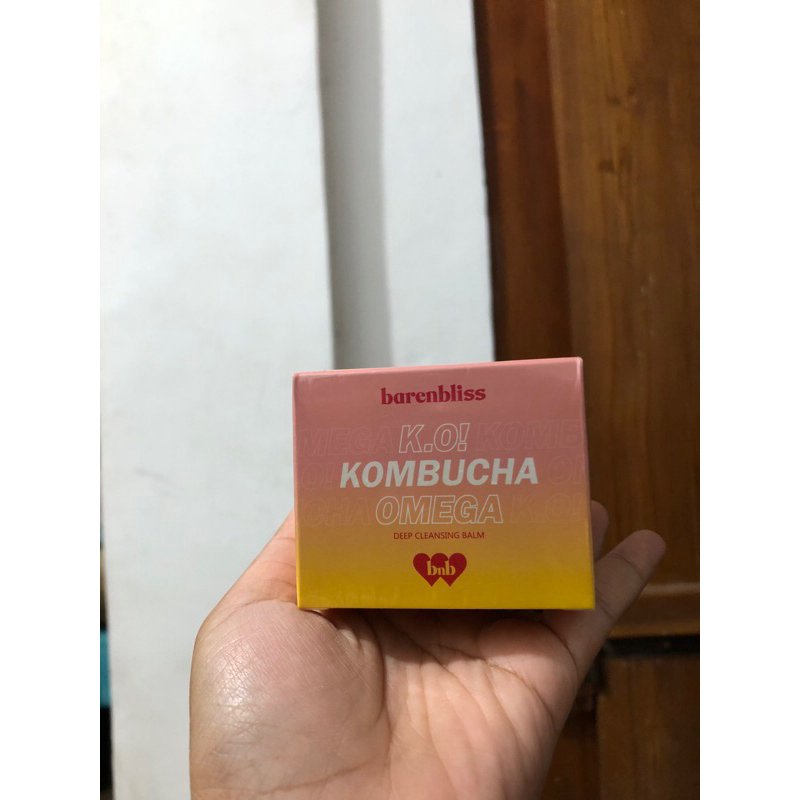 barenbliss
K.O!
KOMBUCHA
OMEGA
DEEP CLEANSING BALM
bnb